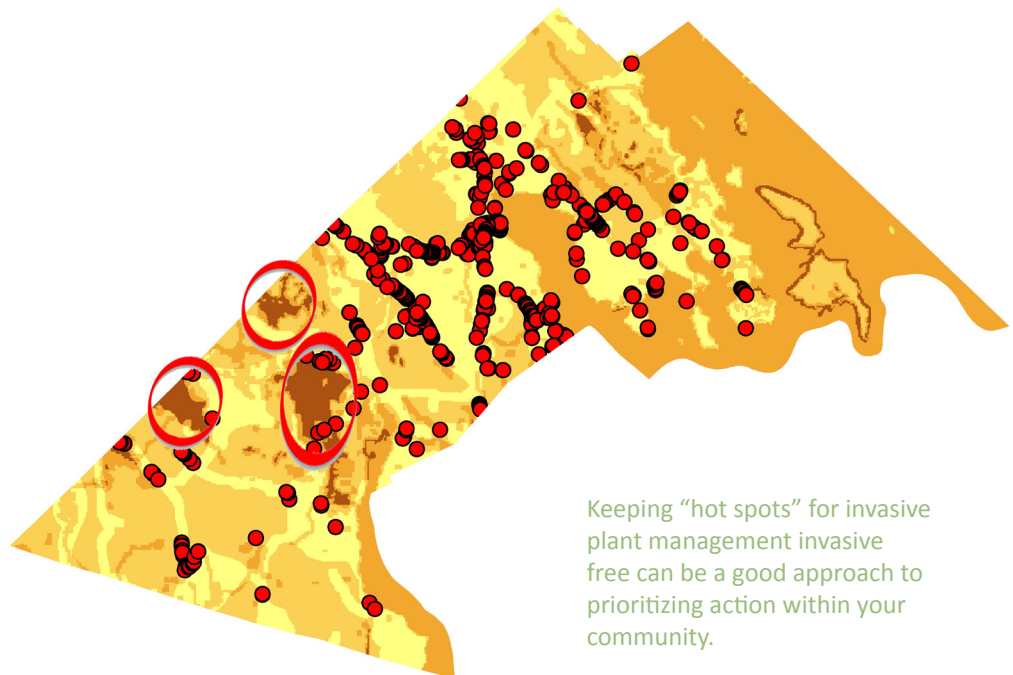 Keeping “hot spots” for invasive
plant management invasive
free can be a good approach to
prioritizing action within your
community.